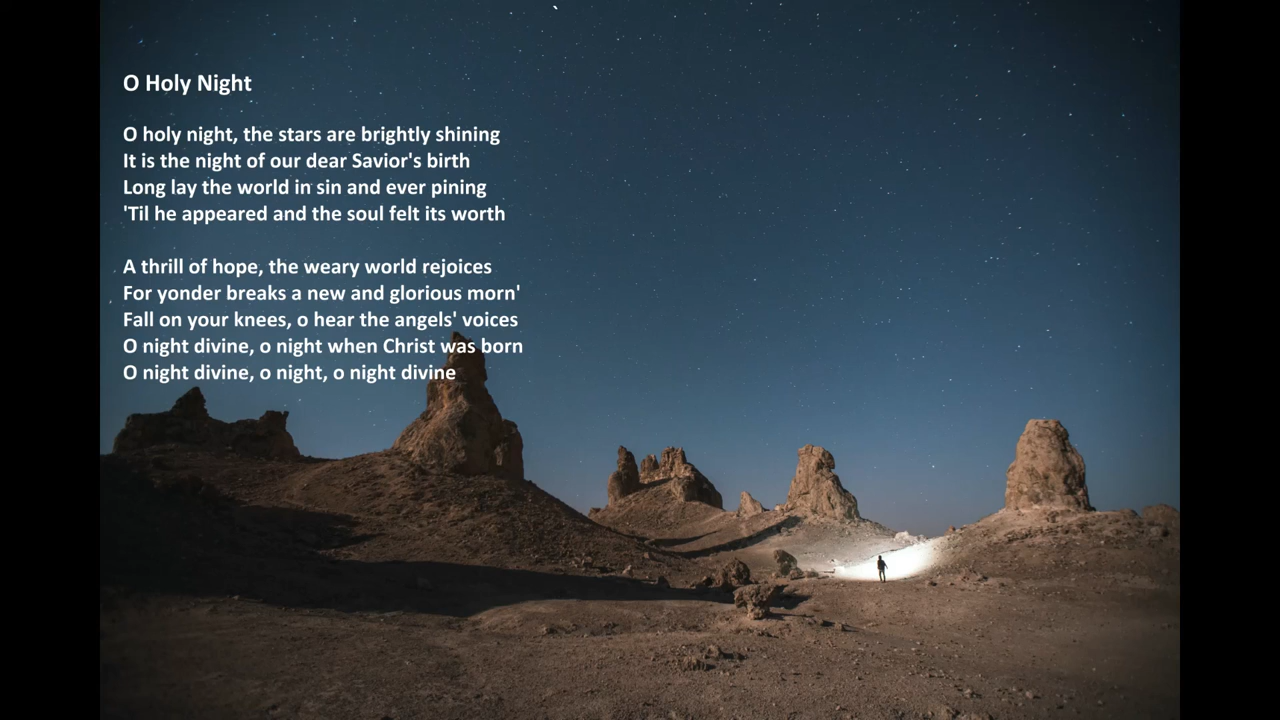 O Holy Night
O holy night, the stars are brightly shining
It is the night of our dear Savior's birth
Long lay the world in sin and ever pining
'Til he appeared and the soul felt its worth
A thrill of hope, the weary world rejoices
For yonder breaks a new and glorious morn'
Fall on your knees, o hear the angels' voices
O night divine, o night when Christ was born
O night divine, o night, o night divine